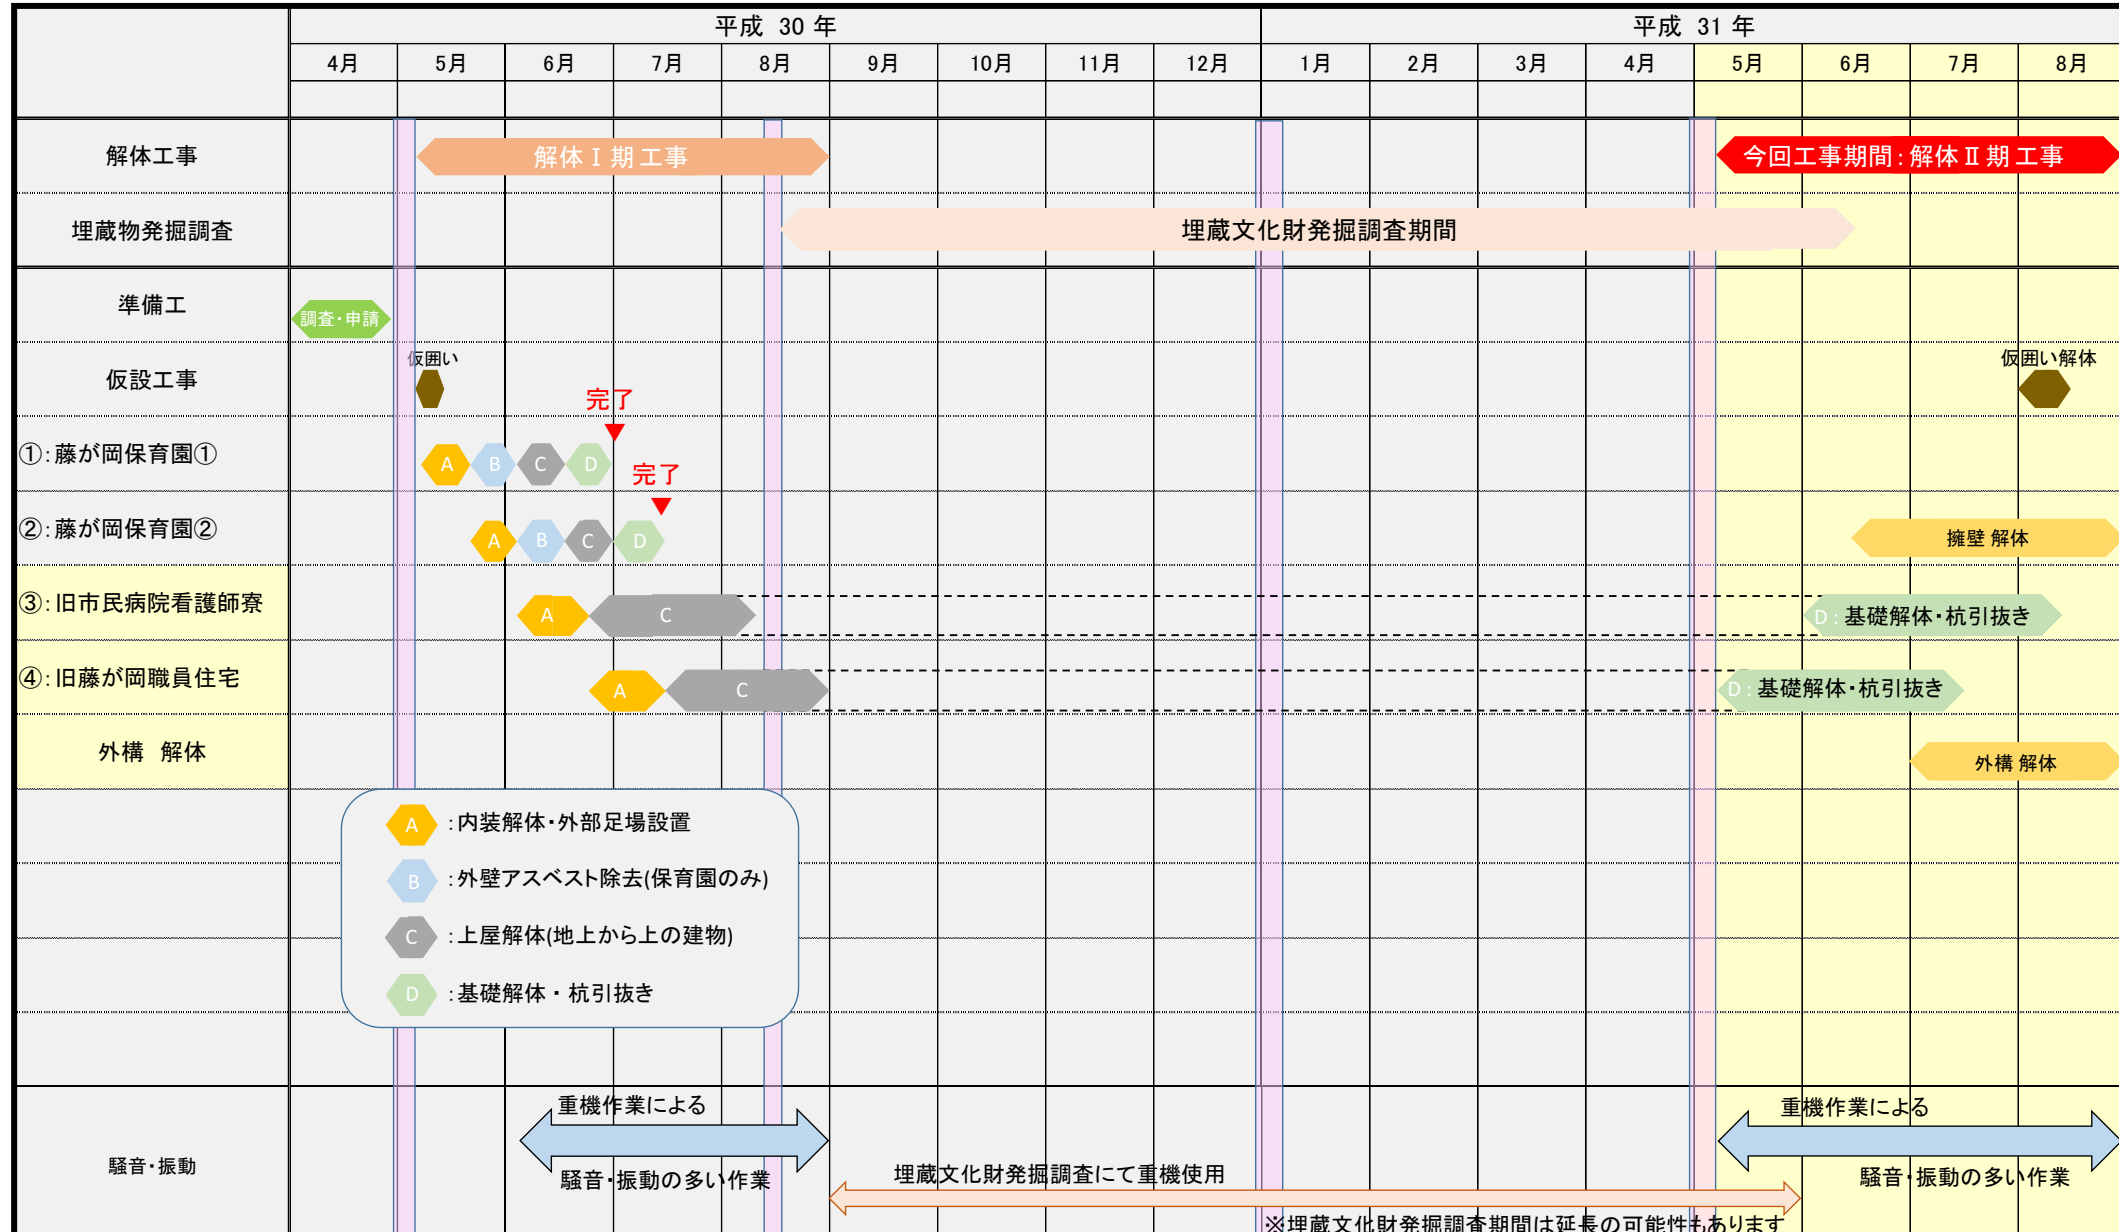 平成 30 年
平成 31 年
4月 5月 6月 7月 8月 9月 10月 11月 12月 1月 2月 3月 4月 5月 6月 7月 8月
解体工事
解体Ⅰ期工事
今回工事期間：解体Ⅱ期工事
埋蔵物発掘調査
埋蔵文化財発掘調査期間
準備工
調査・申請
仮設工事
仮囲い
仮囲い解体
完了
①：藤が岡保育園①
A B C D
完了
②：藤が岡保育園②
A B C D
擁壁 解体
③：旧市民病院看護師寮
A C
D：基礎解体・杭引抜き
④：旧藤が岡職員住宅
A C
D：基礎解体・杭引抜き
外構 解体
外構 解体
A ：内装解体・外部足場設置
B ：外壁アスベスト除去(保育園のみ)
C ：上屋解体(地上から上の建物)
D ：基礎解体・杭引抜き
騒音・振動
重機作業による
騒音・振動の多い作業
埋蔵文化財発掘調査にて重機使用
※埋蔵文化財発掘調査期間は延長の可能性もあります
重機作業による
騒音・振動の多い作業